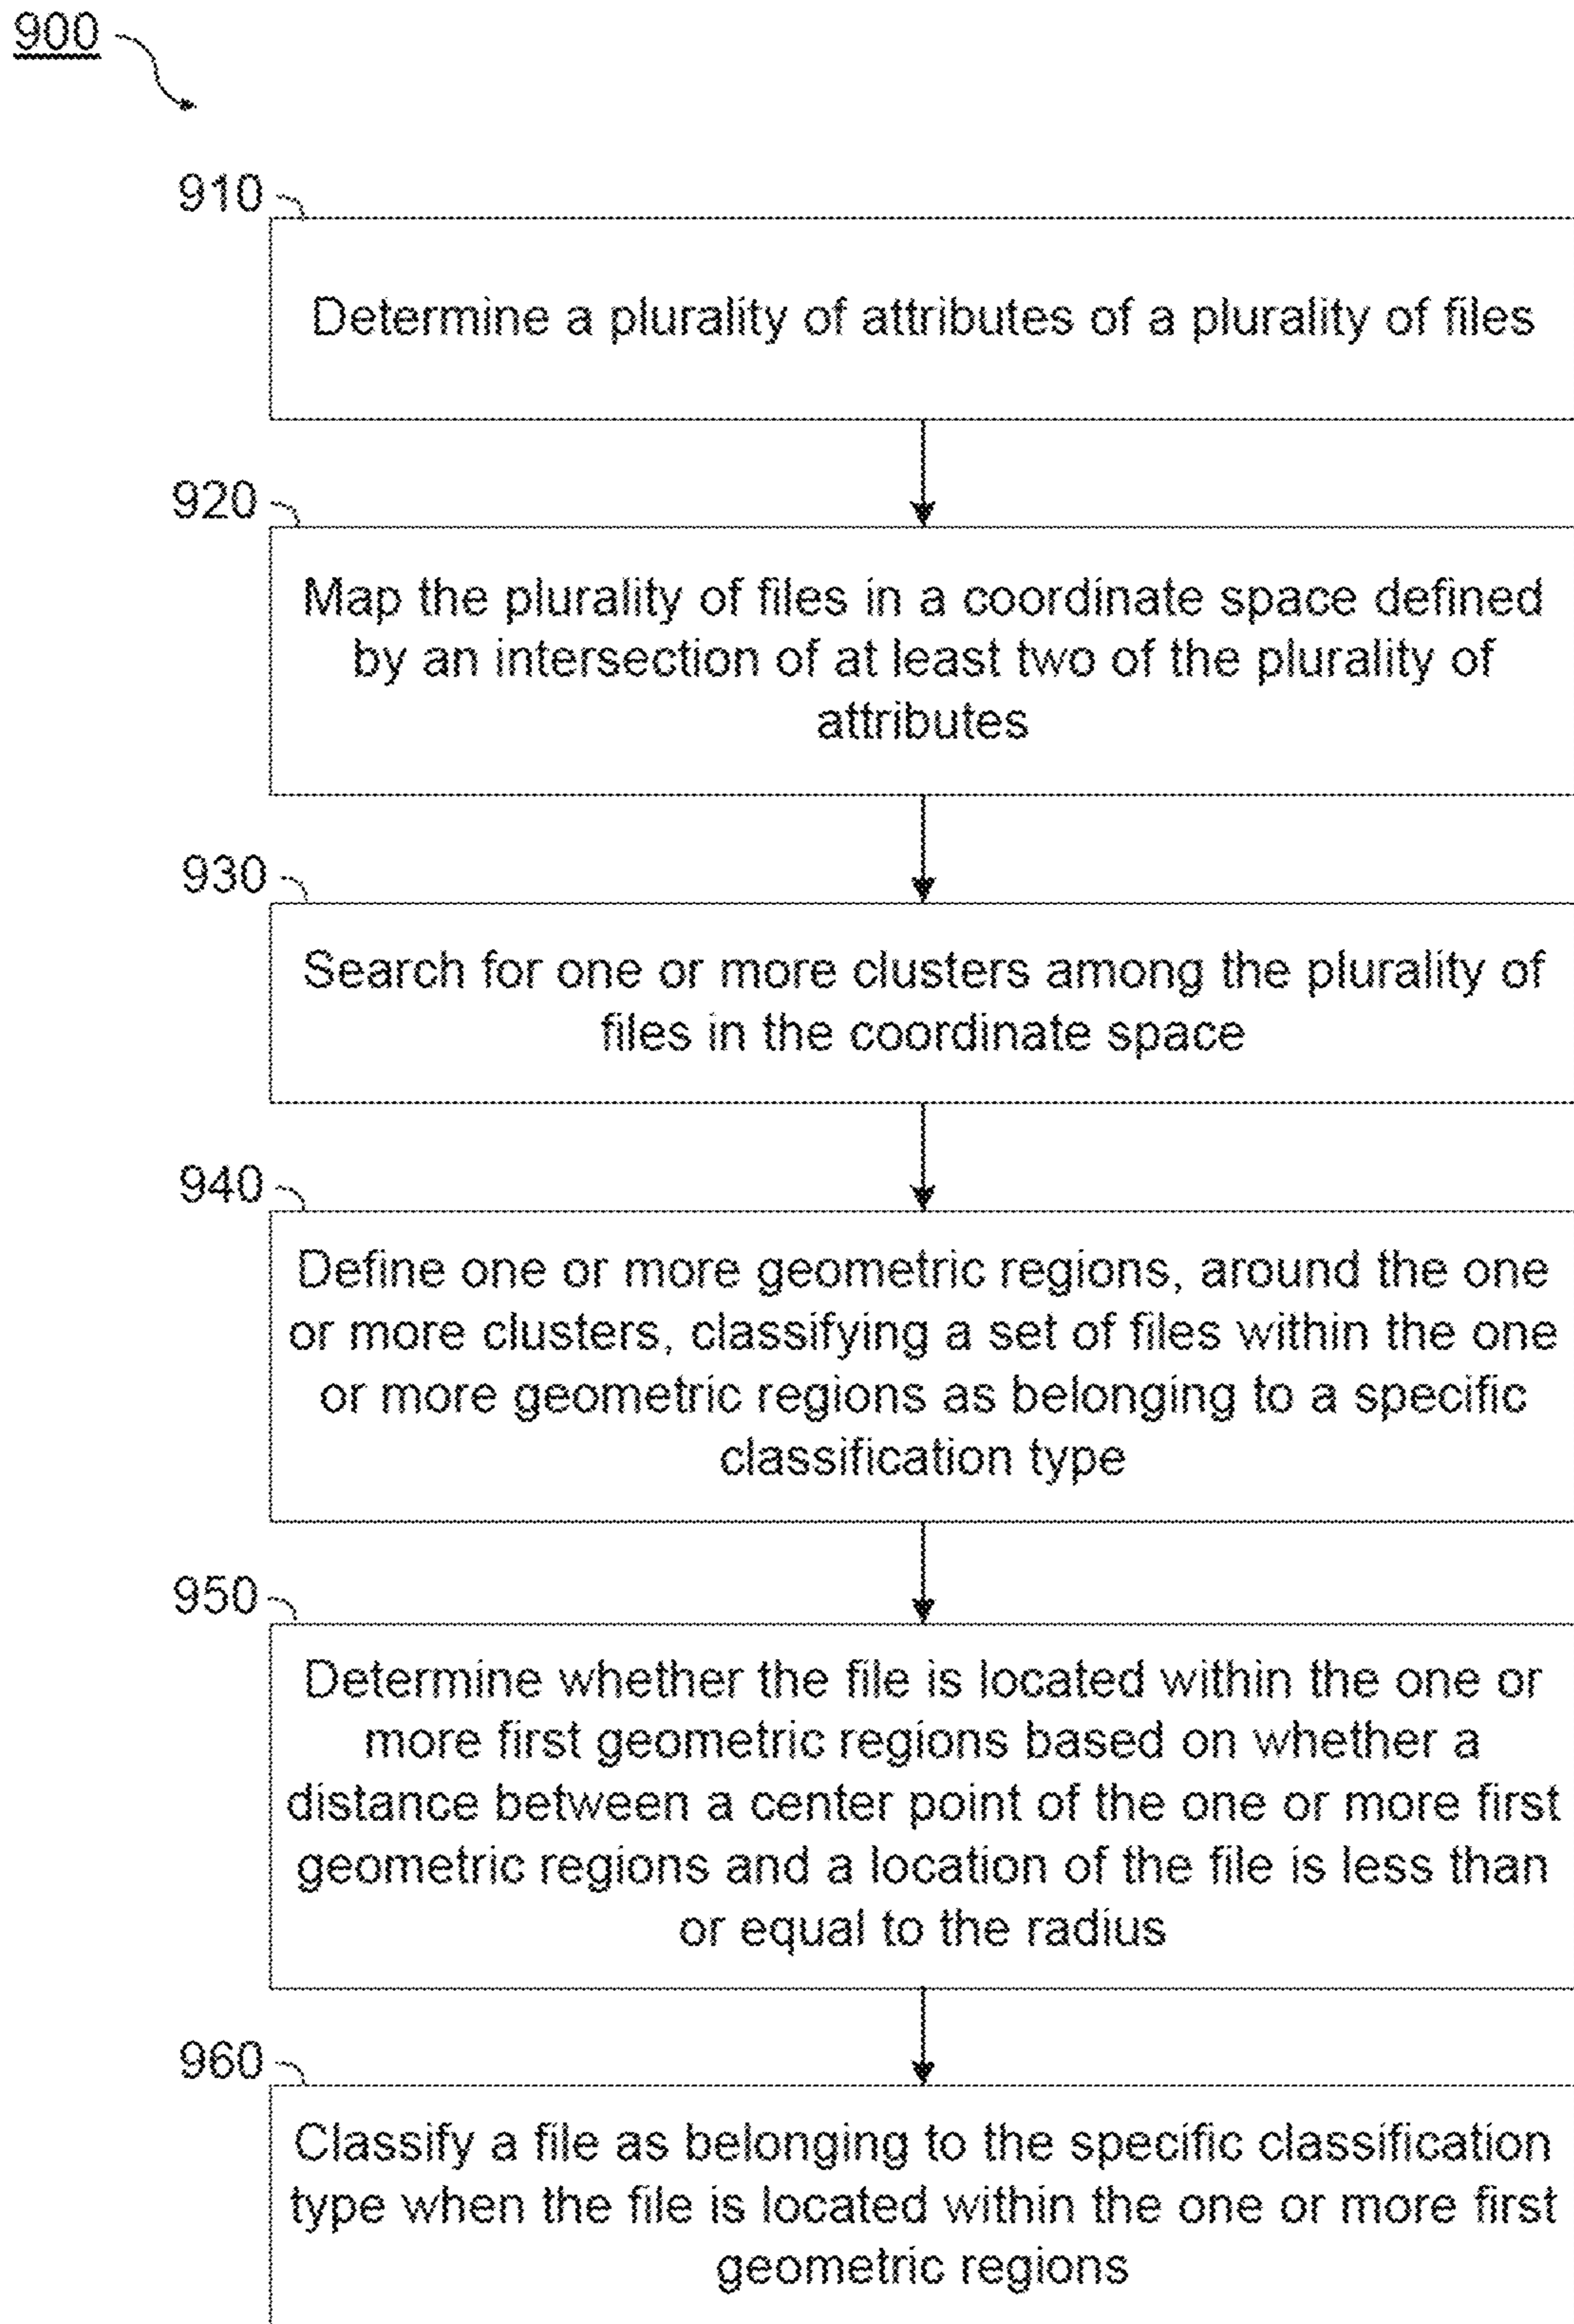 900
910
Determine a plurality of attributes of a plurality of files
920
Map the plurality of files in a coordinate space defined
by an intersection of at least two of the plurality of
attributes
930
Search for one or more clusters among the plurality of
files in the coordinate space
940
Define one or more geometric regions, around the one
or more clusters, classifying a set of files within the one
or more geometric regions as belonging to a specific
classification type
950
Determine whether the file is located within the one or
more first geometric regions based on whether a
distance between a center point of the one or more first
geometric regions and a location of the file is less than
or equal to the radius
960
Classify a file as belonging to the specific classification
type when the file is located within the one or more first
geometric regions